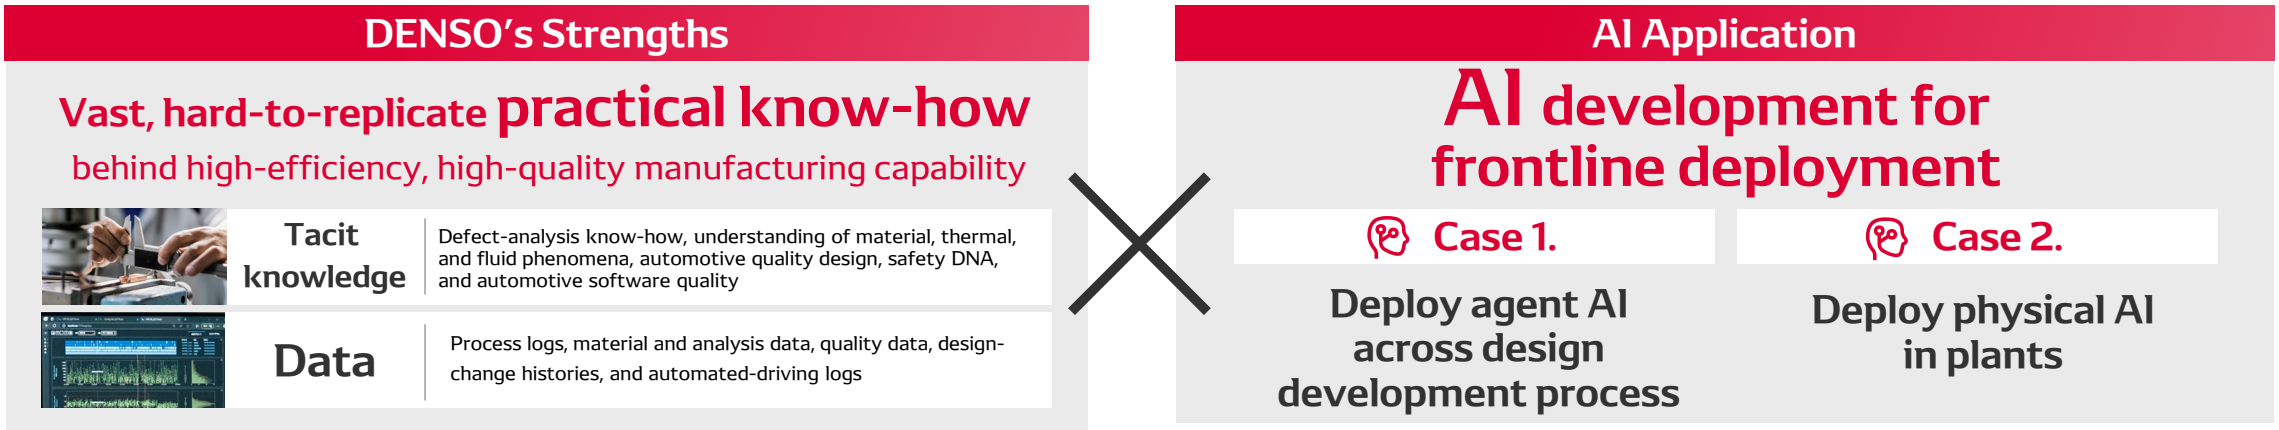 DENSO's Strengths
Vast, hard-to-replicate practical know-how
behind high-efficiency, high-quality manufacturing capability
Tacit
knowledge
Defect-analysis know-how, understanding of material, thermal,
and fluid phenomena, automotive quality design, safety DNA,
and automotive software quality
Data
Process logs, material and analysis data, quality data, design-
change histories, and automated-driving logs
AI Application
AI development for
frontline deployment
Case 1.
Deploy agent AI
across design
development process
Case 2.
Deploy physical AI
in plants